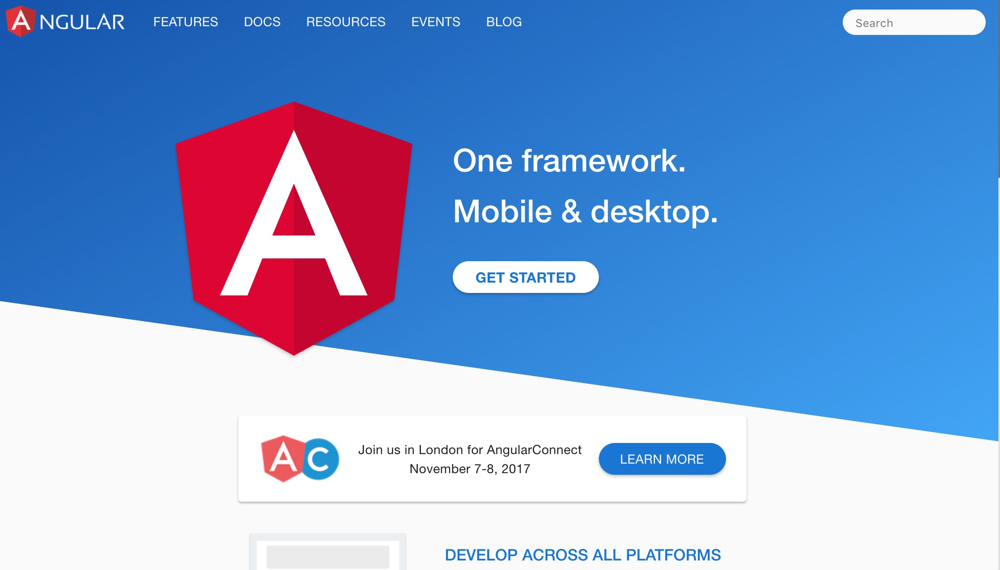 ANGULAR FEATURES DOCS RESOURCES EVENTS BLOG Search
A
One framework.
Mobile & desktop.
GET STARTED
AC
Join us in London for AngularConnect
November 7-8, 2017
LEARN MORE
DEVELOP ACROSS ALL PLATFORMS